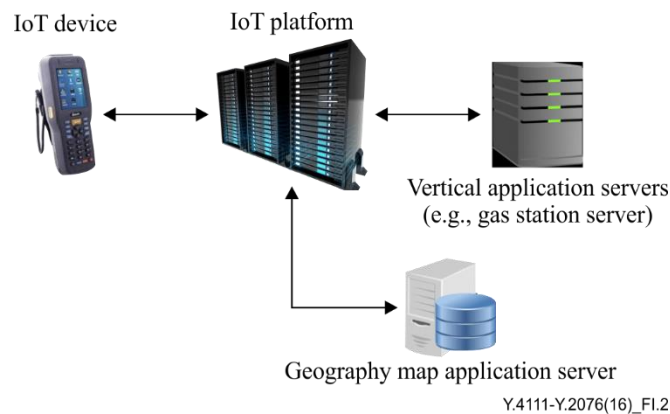 IoT device
IoT platform
Vertical application servers
(e.g., gas station server)
Geography map application server
Y.4111-Y.2076(16)_FI.2